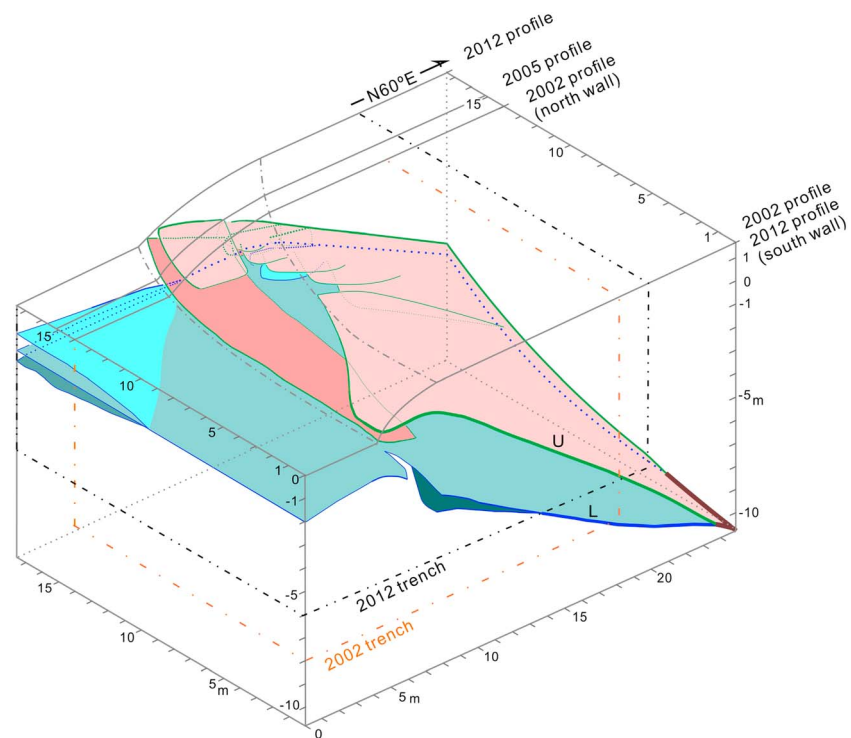 2012 profile
N60°E
2005 profile
2002 profile
(north wall)
15
10
5
1
2002 profile
2012 profile
(south wall)
1
0
-1
-5 m
-10
15
10
5
1
0
-1
-5
-10
U
L
2012 trench
2002 trench
15
10
5 m
0
5 m
10
15
20